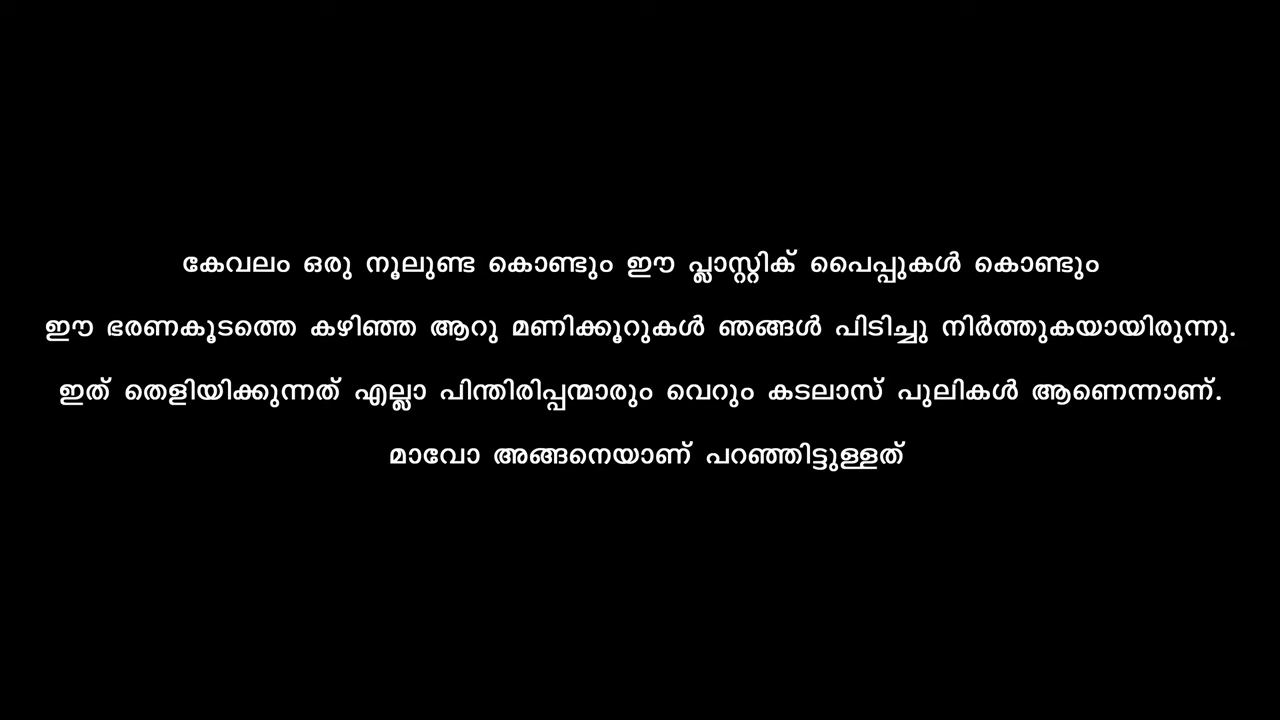 കേവലം ഒരു നൂലുണ്ട കൊണ്ടും ഈ പ്ലാസ്റ്റിക് പൈപ്പുകൾ കൊണ്ടും
ഈ ഭരണകൂടത്തെ കഴിഞ്ഞ ആറു മണിക്കൂറുകൾ ഞങ്ങൾ പിടിച്ചു നിർത്തുകയായിരുന്നു.
ഇത് തെളിയിക്കുന്നത് എല്ലാ പിന്തിരിപ്പന്മാരും വെറും കടലാസ് പുലികൾ ആണെന്നാണ്.
മാവോ അങ്ങനെയാണ് പറഞ്ഞിട്ടുള്ളത്